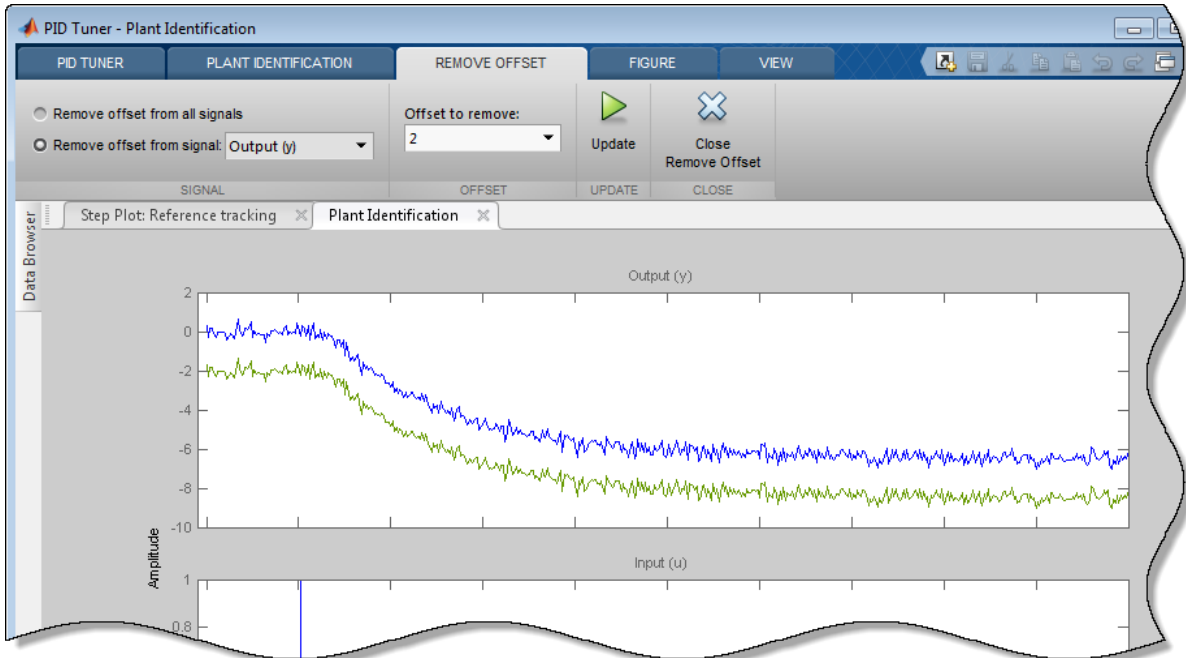 PID Tuner - Plant Identification
PID TUNER PLANT IDENTIFICATION REMOVE OFFSET FIGURE VIEW
Remove offset from all signals
Remove offset from signal: Output (y)
Offset to remove:
2
Update
Close
Remove Offset
SIGNAL OFFSET UPDATE CLOSE
Data Browser
Step Plot: Reference tracking Plant Identification
Output (y)
2
0
-2
-4
-6
-8
-10
Amplitude
Input (u)
1
0.8